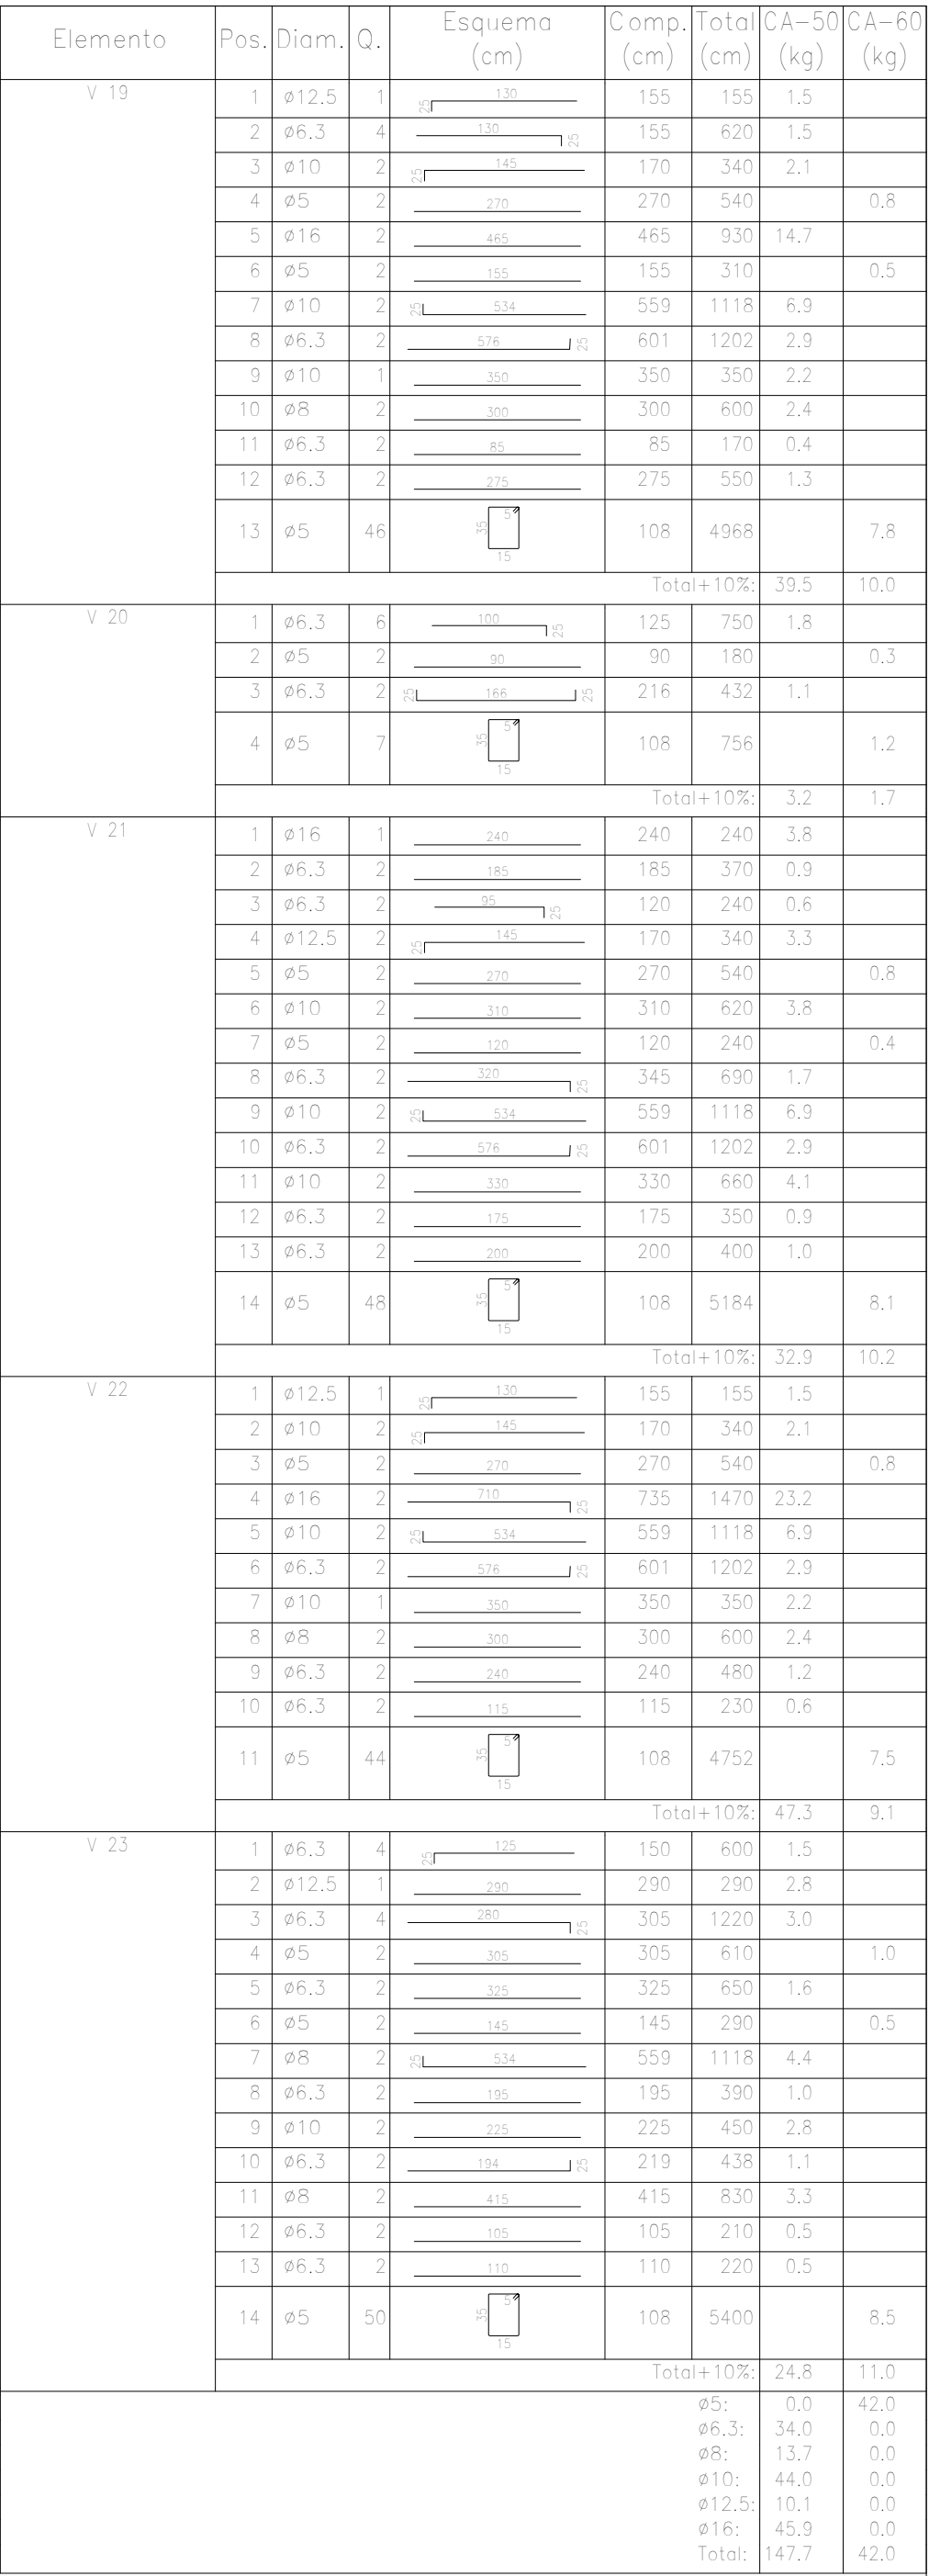 Elemento Pos. Diam. Q. Esquema (cm) Comp. (cm) Total (cm) CA-50 (kg) CA-60 (kg)
V 19
1 ø12.5 1 25 130 155 155 1.5
2 ø6.3 4 130 25 155 620 1.5
3 ø10 2 25 145 170 340 2.1
4 ø5 2 270 270 540 0.8
5 ø16 2 465 465 930 14.7
6 ø5 2 155 155 310 0.5
7 ø10 2 25 534 559 1118 6.9
8 ø6.3 2 576 25 601 1202 2.9
9 ø10 1 350 350 350 2.2
10 ø8 2 300 300 600 2.4
11 ø6.3 2 85 85 170 0.4
12 ø6.3 2 275 275 550 1.3
13 ø5 46 35 5 15 108 4968 7.8
Total+10%: 39.5 10.0
V 20
1 ø6.3 6 100 25 125 750 1.8
2 ø5 2 90 90 180 0.3
3 ø6.3 2 25 166 25 216 432 1.1
4 ø5 7 35 5 15 108 756 1.2
Total+10%: 3.2 1.7
V 21
1 ø16 1 240 240 240 3.8
2 ø6.3 2 185 185 370 0.9
3 ø6.3 2 95 25 120 240 0.6
4 ø12.5 2 25 145 170 340 3.3
5 ø5 2 270 270 540 0.8
6 ø10 2 310 310 620 3.8
7 ø5 2 120 120 240 0.4
8 ø6.3 2 320 25 345 690 1.7
9 ø10 2 25 534 559 1118 6.9
10 ø6.3 2 576 25 601 1202 2.9
11 ø10 2 330 330 660 4.1
12 ø6.3 2 175 175 350 0.9
13 ø6.3 2 200 200 400 1.0
14 ø5 48 35 5 15 108 5184 8.1
Total+10%: 32.9 10.2
V 22
1 ø12.5 1 25 130 155 155 1.5
2 ø10 2 25 145 170 340 2.1
3 ø5 2 270 270 540 0.8
4 ø16 2 710 25 735 1470 23.2
5 ø10 2 25 534 559 1118 6.9
6 ø6.3 2 576 25 601 1202 2.9
7 ø10 1 350 350 350 2.2
8 ø8 2 300 300 600 2.4
9 ø6.3 2 240 240 480 1.2
10 ø6.3 2 115 115 230 0.6
11 ø5 44 35 5 15 108 4752 7.5
Total+10%: 47.3 9.1
V 23
1 ø6.3 4 25 125 150 600 1.5
2 ø12.5 1 290 290 290 2.8
3 ø6.3 4 280 25 305 1220 3.0
4 ø5 2 305 305 610 1.0
5 ø6.3 2 325 325 650 1.6
6 ø5 2 145 145 290 0.5
7 ø8 2 25 534 559 1118 4.4
8 ø6.3 2 195 195 390 1.0
9 ø10 2 225 225 450 2.8
10 ø6.3 2 194 25 219 438 1.1
11 ø8 2 415 415 830 3.3
12 ø6.3 2 105 105 210 0.5
13 ø6.3 2 110 110 220 0.5
14 ø5 50 35 5 15 108 5400 8.5
Total+10%: 24.8 11.0
ø5: 0.0 42.0
ø6.3: 34.0 0.0
ø8: 13.7 0.0
ø10: 44.0 0.0
ø12.5: 10.1 0.0
ø16: 45.9 0.0
Total: 147.7 42.0